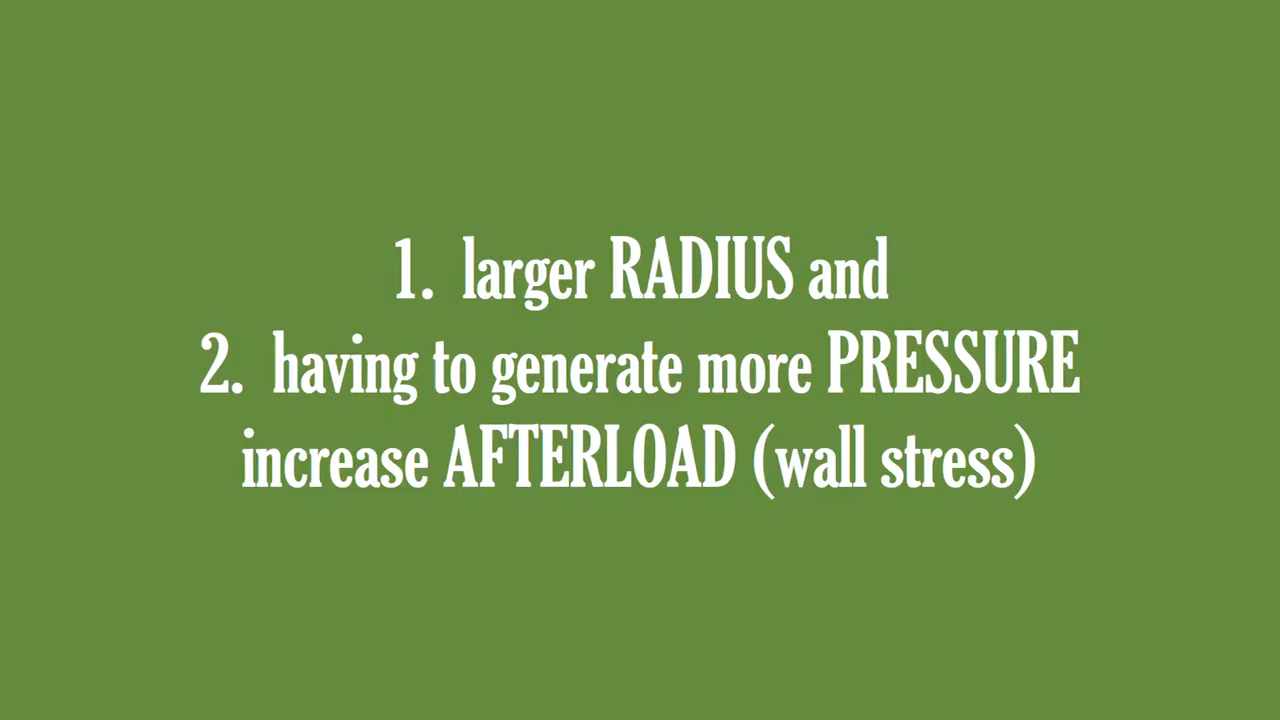 1.  larger RADIUS and
2.  having to generate more PRESSURE
increase AFTERLOAD (wall stress)